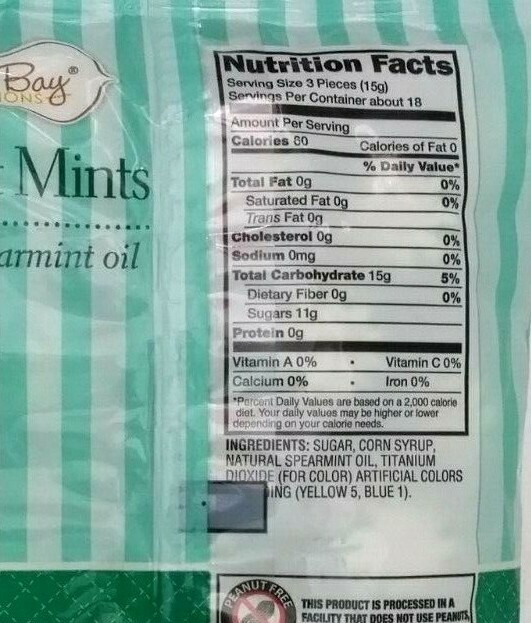 Bay®
IONS
Mints
armint oil
Nutrition Facts
Serving Size 3 Pieces (15g)
Servings Per Container about 18
Amount Per Serving
Calories 60 Calories of Fat 0
% Daily Value*
Total Fat 0g 0%
Saturated Fat 0g 0%
Trans Fat 0g
Cholesterol 0g 0%
Sodium 0mg 0%
Total Carbohydrate 15g 5%
Dietary Fiber 0g 0%
Sugars 11g
Protein 0g
Vitamin A 0% • Vitamin C 0%
Calcium 0% • Iron 0%
*Percent Daily Values are based on a 2,000 calorie
diet. Your daily values may be higher or lower
depending on your calorie needs.
INGREDIENTS: SUGAR, CORN SYRUP,
NATURAL SPEARMINT OIL, TITANIUM
DIOXIDE (FOR COLOR) ARTIFICIAL COLORS
ING (YELLOW 5, BLUE 1).
PEANUT FREE
THIS PRODUCT IS PROCESSED IN A
FACILITY THAT DOES NOT USE PEANUTS,